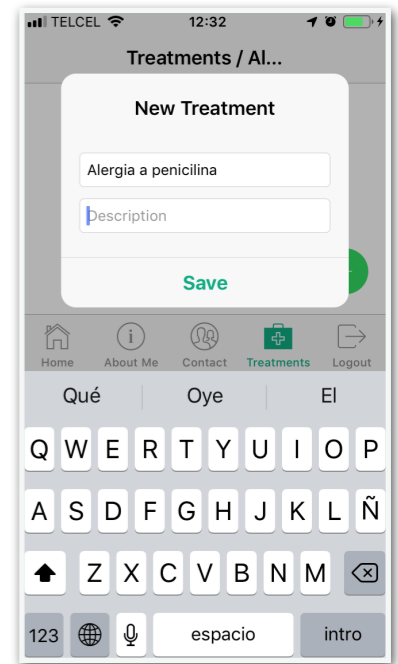 TELCEL 12:32
Treatments / Al...
New Treatment
Alergia a penicilina
Description
Save
Home About Me Contact Treatments Logout
Qué Oye El
Q W E R T Y U I O P
A S D F G H J K L Ñ
Z X C V B N M
123 espacio intro